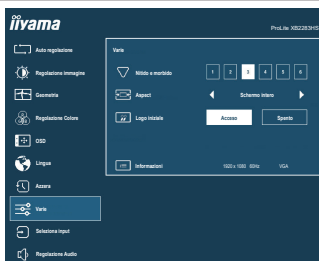 iiyama
ProLite XB2283HS
Auto regolazione
Regolazione immagine
Geometria
Regolazione Colore
OSD
Lingua
Azzera
Varie
Seleziona input
Regolazione Audio
Varie
Nitido e morbido 1 2 3 4 5 6
Aspect Schermo intero
Logo iniziale Acceso Spento
Informazioni 1920 x 1080 60Hz VGA